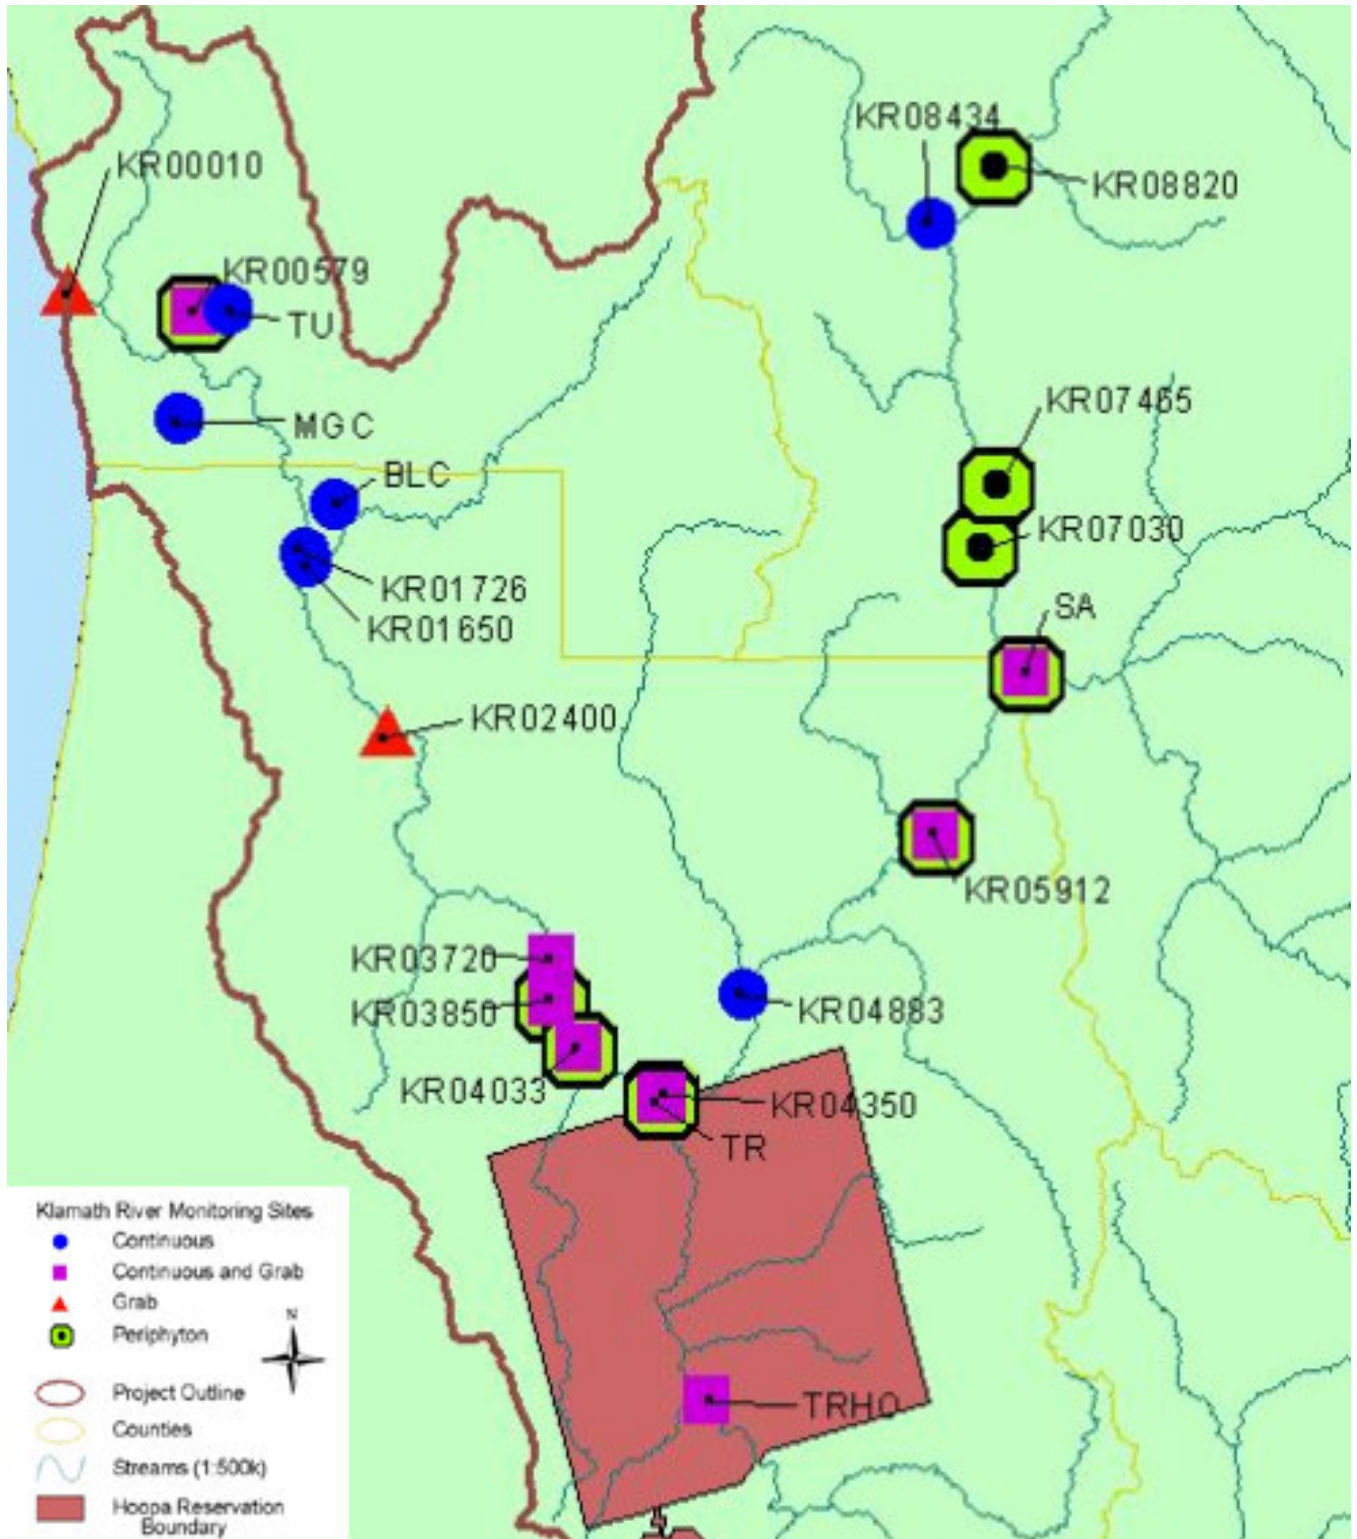 KR08434
KR00010
KR08820
KR00579
TU
KR07465
MGC
BLC
KR07030
KR01726
SA
KR01650
KR02400
KR05912
KR03720
KR03850
KR04883
KR04033
KR04350
TR
Klamath River Monitoring Sites
Continuous
Continuous and Grab
Grab
N
Periphyton
Project Outline
TRHO
Counties
Streams (1:500k)
Hoopa Reservation
Boundary